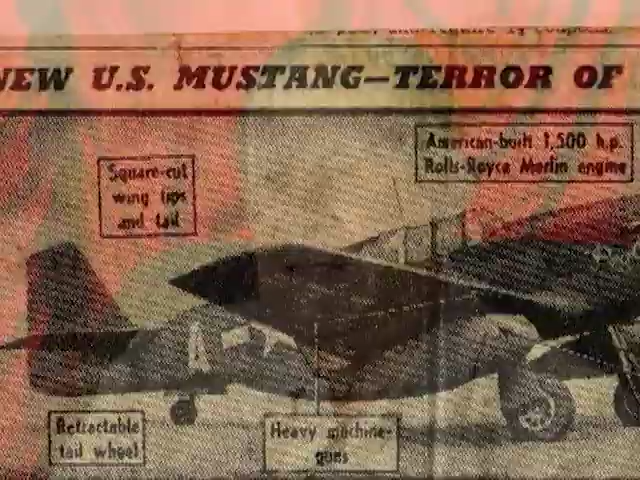 NEW U.S. MUSTANG—TERROR OF
American-built 1,500 h.p.
Rolls-Royce Merlin engine
Square-cut
wing tips
and tail
Retractable
tail wheel
Heavy machine-
guns